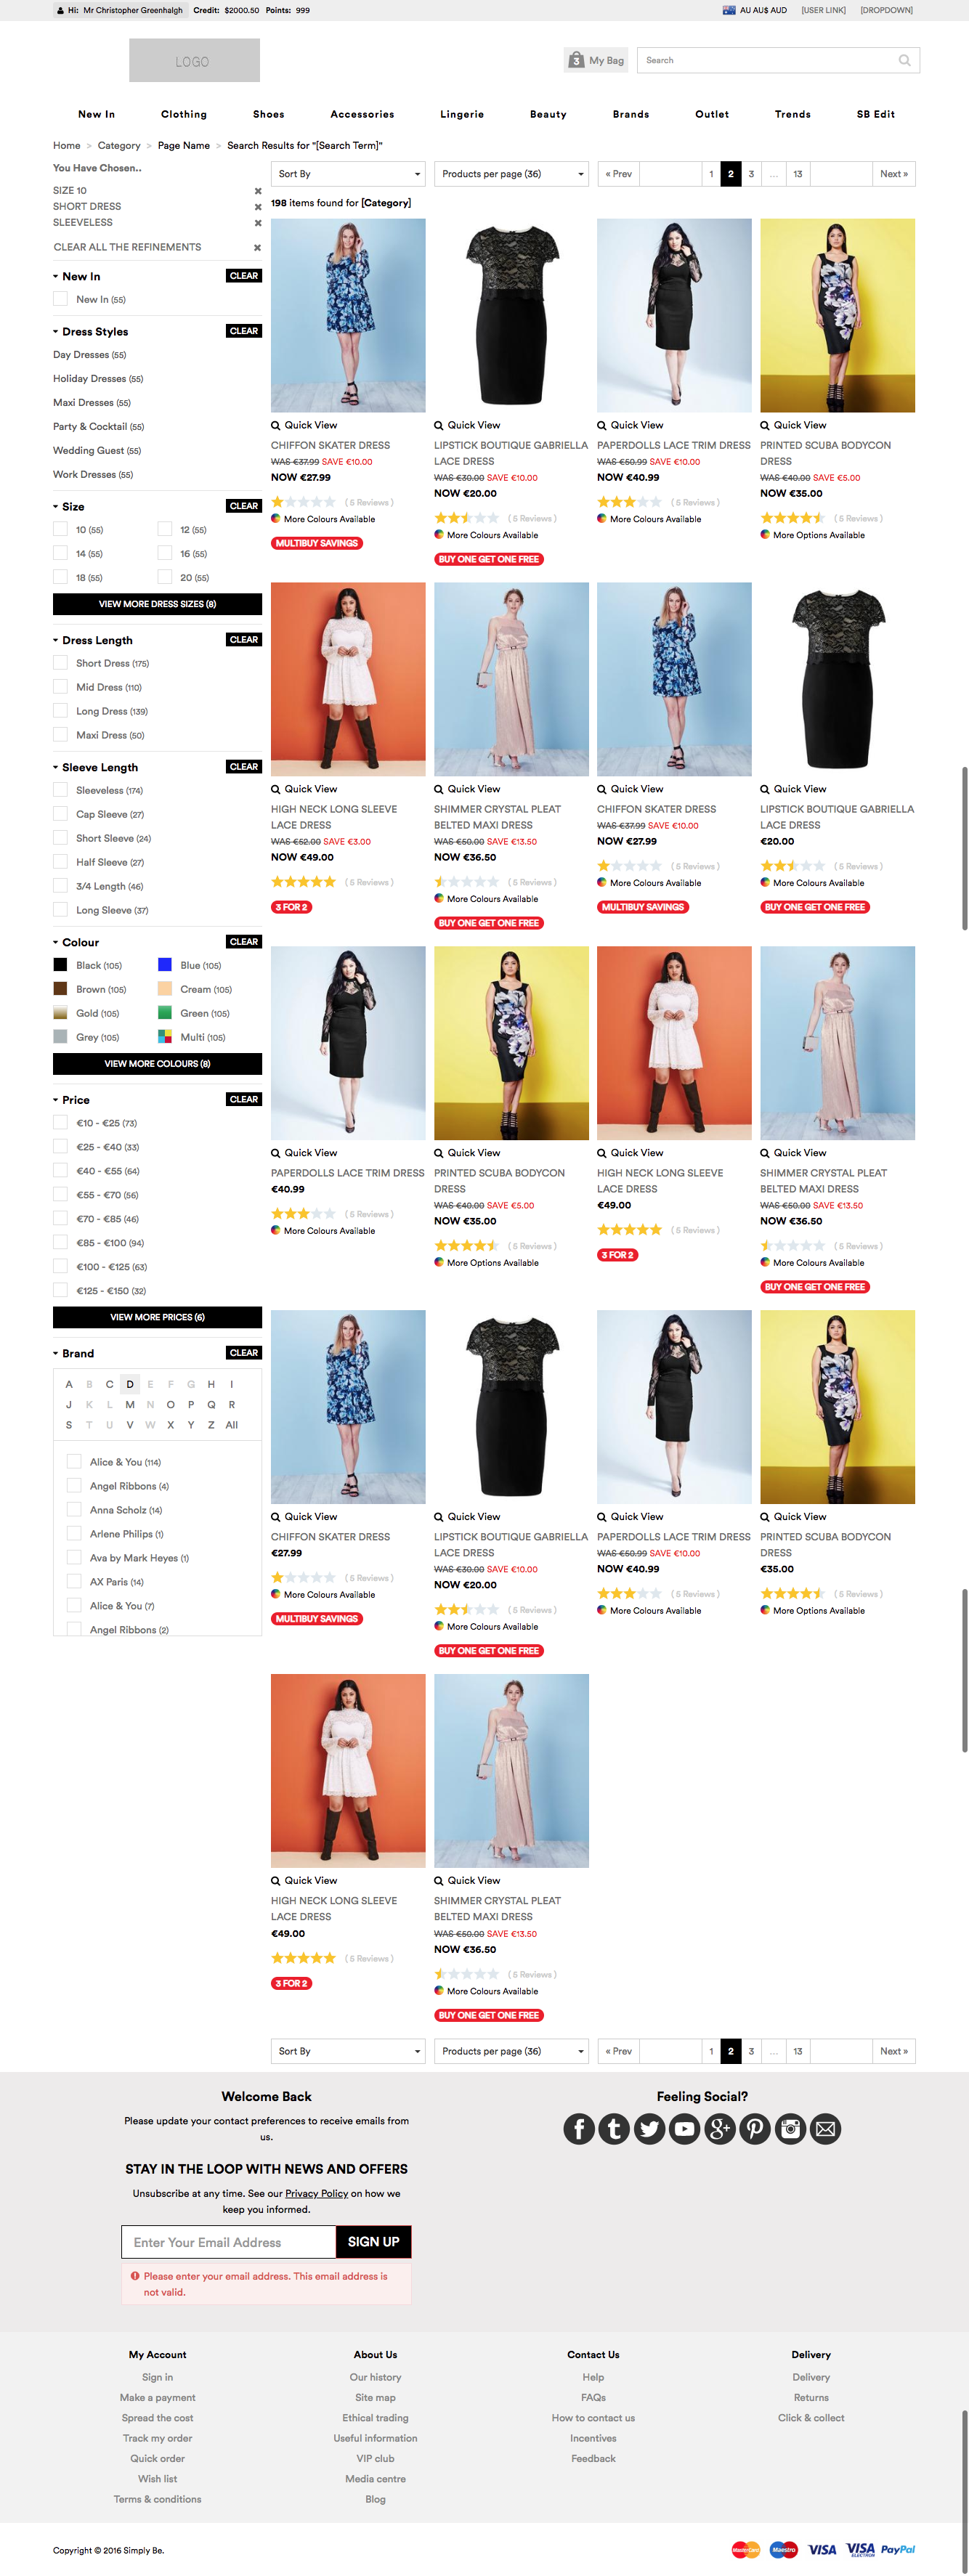 Hi: Mr Christopher Greenhalgh Credit: $2000.50 Points: 999 AU AU$ AUD [USER LINK] [DROPDOWN]
LOGO
3 My Bag Search
New In Clothing Shoes Accessories Lingerie Beauty Brands Outlet Trends SB Edit
Home > Category > Page Name > Search Results for "[Search Term]"
You Have Chosen..
SIZE 10
SHORT DRESS
SLEEVELESS
CLEAR ALL THE REFINEMENTS
New In CLEAR
New In (55)
Dress Styles CLEAR
Day Dresses (55)
Holiday Dresses (55)
Maxi Dresses (55)
Party & Cocktail (55)
Wedding Guest (55)
Work Dresses (55)
Size CLEAR
10 (55) 12 (55)
14 (55) 16 (55)
18 (55) 20 (55)
VIEW MORE DRESS SIZES (8)
Dress Length CLEAR
Short Dress (175)
Mid Dress (110)
Long Dress (139)
Maxi Dress (50)
Sleeve Length CLEAR
Sleeveless (174)
Cap Sleeve (27)
Short Sleeve (24)
Half Sleeve (27)
3/4 Length (46)
Long Sleeve (37)
Colour CLEAR
Black (105) Blue (105)
Brown (105) Cream (105)
Gold (105) Green (105)
Grey (105) Multi (105)
VIEW MORE COLOURS (8)
Price CLEAR
€10 - €25 (73)
€25 - €40 (33)
€40 - €55 (64)
€55 - €70 (56)
€70 - €85 (46)
€85 - €100 (94)
€100 - €125 (63)
€125 - €150 (32)
VIEW MORE PRICES (6)
Brand CLEAR
A B C D E F G H I
J K L M N O P Q R
S T U V W X Y Z All
Alice & You (114)
Angel Ribbons (4)
Anna Scholz (14)
Arlene Philips (1)
Ava by Mark Heyes (1)
AX Paris (14)
Alice & You (7)
Angel Ribbons (2)
Sort By Products per page (36) « Prev 1 2 3 ... 13 Next »
198 items found for [Category]
Quick View
CHIFFON SKATER DRESS
WAS €37.99 SAVE €10.00
NOW €27.99
( 5 Reviews )
More Colours Available
MULTIBUY SAVINGS
Quick View
LIPSTICK BOUTIQUE GABRIELLA
LACE DRESS
WAS €30.00 SAVE €10.00
NOW €20.00
( 5 Reviews )
More Colours Available
BUY ONE GET ONE FREE
Quick View
PAPERDOLLS LACE TRIM DRESS
WAS €50.99 SAVE €10.00
NOW €40.99
( 5 Reviews )
More Colours Available
Quick View
PRINTED SCUBA BODYCON
DRESS
WAS €40.00 SAVE €5.00
NOW €35.00
( 5 Reviews )
More Options Available
Quick View
HIGH NECK LONG SLEEVE
LACE DRESS
WAS €52.00 SAVE €3.00
NOW €49.00
( 5 Reviews )
3 FOR 2
Quick View
SHIMMER CRYSTAL PLEAT
BELTED MAXI DRESS
WAS €50.00 SAVE €13.50
NOW €36.50
( 5 Reviews )
More Colours Available
BUY ONE GET ONE FREE
Quick View
CHIFFON SKATER DRESS
WAS €37.99 SAVE €10.00
NOW €27.99
( 5 Reviews )
More Colours Available
MULTIBUY SAVINGS
Quick View
LIPSTICK BOUTIQUE GABRIELLA
LACE DRESS
€20.00
( 5 Reviews )
More Colours Available
BUY ONE GET ONE FREE
Quick View
PAPERDOLLS LACE TRIM DRESS
€40.99
( 5 Reviews )
More Colours Available
Quick View
PRINTED SCUBA BODYCON
DRESS
WAS €40.00 SAVE €5.00
NOW €35.00
( 5 Reviews )
More Options Available
Quick View
HIGH NECK LONG SLEEVE
LACE DRESS
€49.00
( 5 Reviews )
3 FOR 2
Quick View
SHIMMER CRYSTAL PLEAT
BELTED MAXI DRESS
WAS €50.00 SAVE €13.50
NOW €36.50
( 5 Reviews )
More Colours Available
BUY ONE GET ONE FREE
Quick View
CHIFFON SKATER DRESS
€27.99
( 5 Reviews )
More Colours Available
MULTIBUY SAVINGS
Quick View
LIPSTICK BOUTIQUE GABRIELLA
LACE DRESS
WAS €30.00 SAVE €10.00
NOW €20.00
( 5 Reviews )
More Colours Available
BUY ONE GET ONE FREE
Quick View
PAPERDOLLS LACE TRIM DRESS
WAS €50.99 SAVE €10.00
NOW €40.99
( 5 Reviews )
More Colours Available
Quick View
PRINTED SCUBA BODYCON
DRESS
€35.00
( 5 Reviews )
More Options Available
Quick View
HIGH NECK LONG SLEEVE
LACE DRESS
€49.00
( 5 Reviews )
3 FOR 2
Quick View
SHIMMER CRYSTAL PLEAT
BELTED MAXI DRESS
WAS €50.00 SAVE €13.50
NOW €36.50
( 5 Reviews )
More Colours Available
BUY ONE GET ONE FREE
Sort By Products per page (36) « Prev 1 2 3 ... 13 Next »
Welcome Back
Please update your contact preferences to receive emails from
us.
STAY IN THE LOOP WITH NEWS AND OFFERS
Unsubscribe at any time. See our Privacy Policy on how we
keep you informed.
Enter Your Email Address SIGN UP
Please enter your email address. This email address is
not valid.
Feeling Social?
My Account
Sign in
Make a payment
Spread the cost
Track my order
Quick order
Wish list
Terms & conditions
About Us
Our history
Site map
Ethical trading
Useful information
VIP club
Media centre
Blog
Contact Us
Help
FAQs
How to contact us
Incentives
Feedback
Delivery
Delivery
Returns
Click & collect
Copyright © 2016 Simply Be.
MasterCard Maestro VISA VISA ELECTRON PayPal